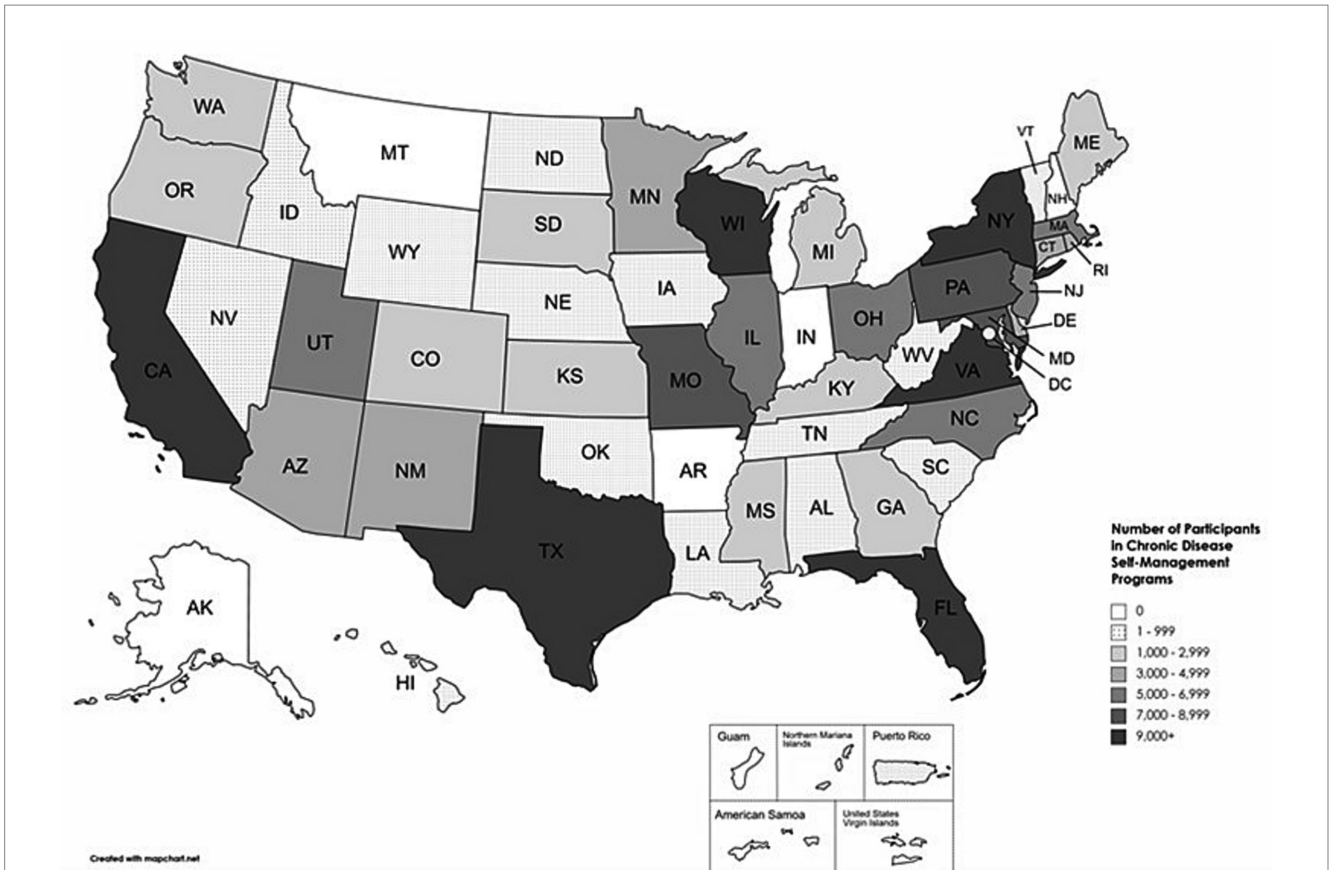 WA
MT
ND
MN
VT
ME
OR
ID
SD
WI
NY
NH
WY
MI
MA
CT
RI
NV
NE
IA
PA
NJ
UT
CO
IL
IN
OH
DE
CA
KS
MO
WV
VA
MD
KY
DC
AZ
NM
OK
AR
TN
NC
SC
MS
AL
GA
TX
LA
FL
AK
HI
Number of Participants
in Chronic Disease
Self-Management
Programs
0
1 - 999
1,000 - 2,999
3,000 - 4,999
5,000 - 6,999
7,000 - 8,999
9,000+
Guam
Northern Mariana
Islands
Puerto Rico
American Samoa
United States
Virgin Islands
Created with mapchart.net